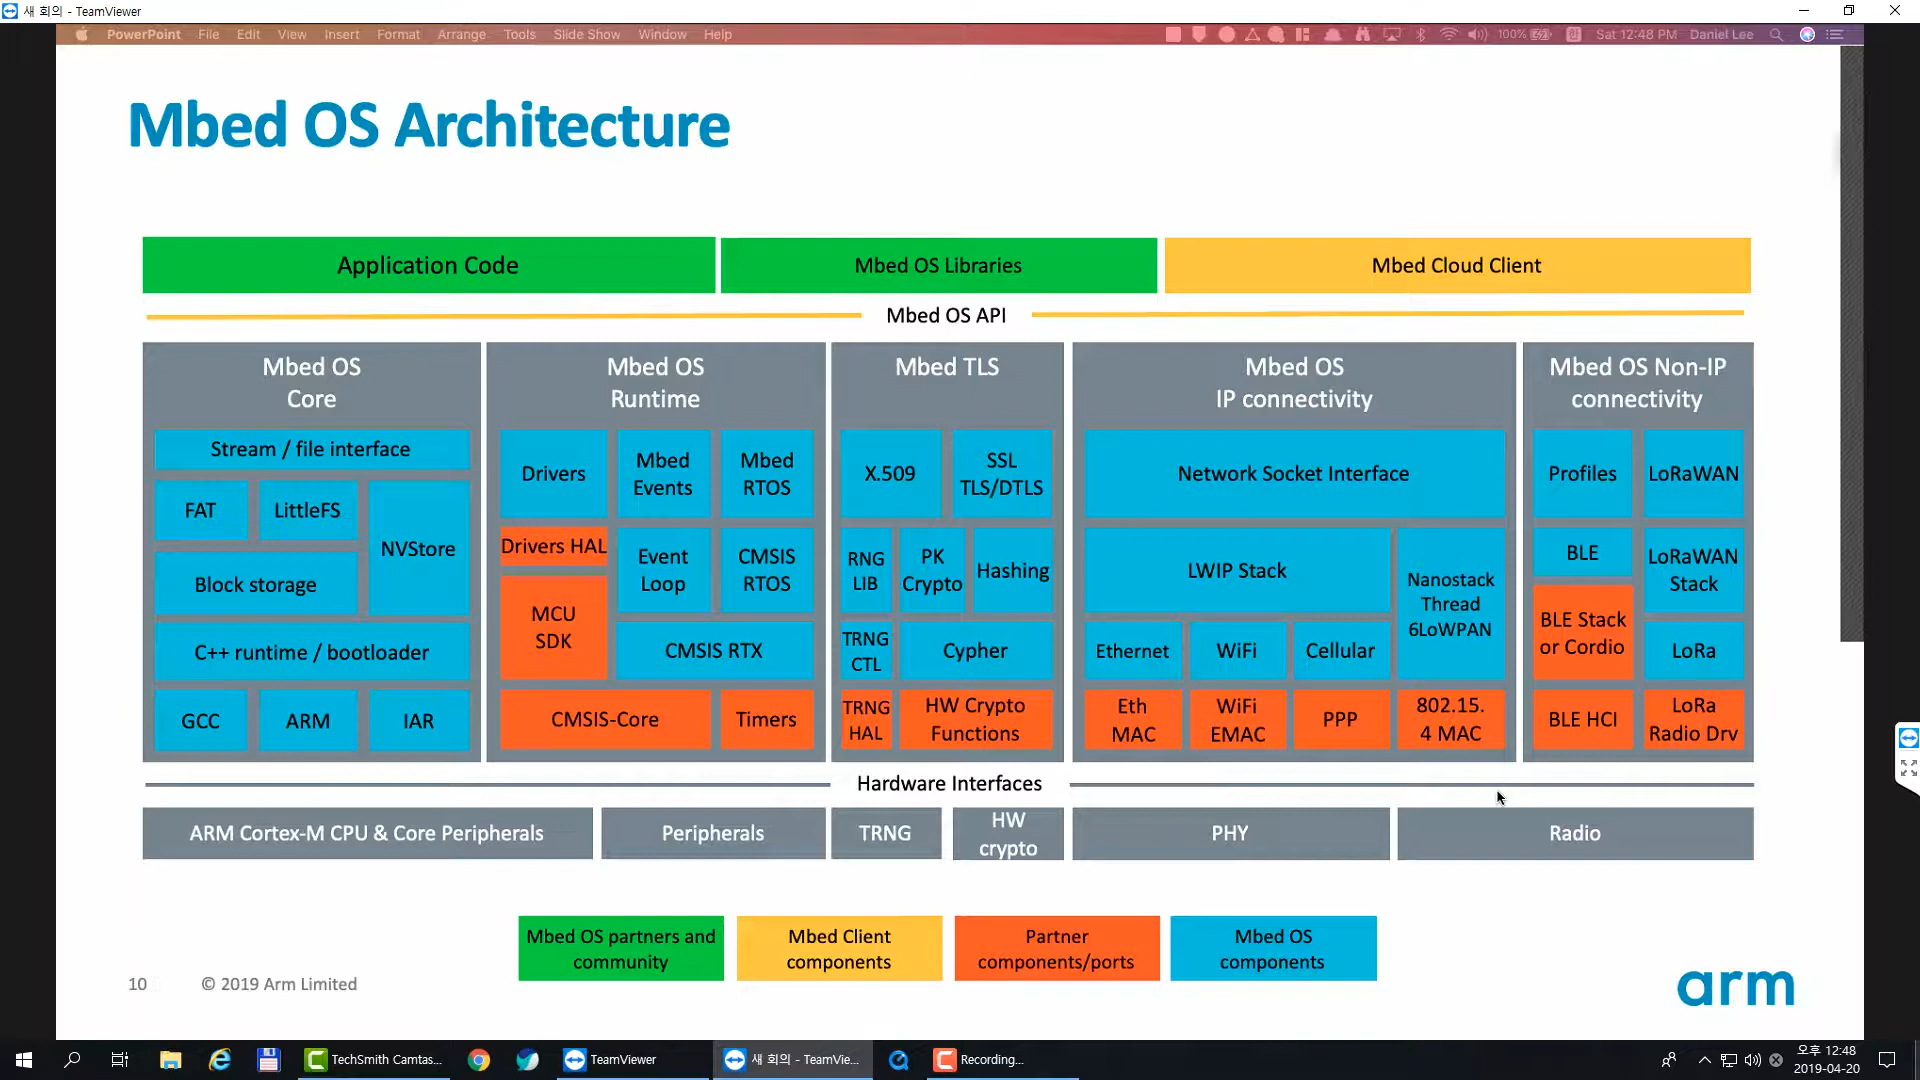 새 회의 - TeamViewer
PowerPoint File Edit View Insert Format Arrange Tools Slide Show Window Help
100% Sat 12:48 PM Daniel Lee
Mbed OS Architecture
Application Code
Mbed OS Libraries
Mbed Cloud Client
Mbed OS API
Mbed OS
Core
Stream / file interface
FAT
LittleFS
NVStore
Block storage
C++ runtime / bootloader
GCC
ARM
IAR
Mbed OS
Runtime
Drivers
Mbed
Events
Mbed
RTOS
Drivers HAL
Event
Loop
CMSIS
RTOS
MCU
SDK
CMSIS RTX
CMSIS-Core
Timers
Mbed TLS
X.509
SSL
TLS/DTLS
RNG
LIB
PK
Crypto
Hashing
TRNG
CTL
Cypher
TRNG
HAL
HW Crypto
Functions
Mbed OS
IP connectivity
Network Socket Interface
LWIP Stack
Nanostack
Thread
6LoWPAN
Ethernet
WiFi
Cellular
Eth
MAC
WiFi
EMAC
PPP
802.15.
4 MAC
Mbed OS Non-IP
connectivity
Profiles
LoRaWAN
BLE
LoRaWAN
Stack
BLE Stack
or Cordio
LoRa
BLE HCI
LoRa
Radio Drv
Hardware Interfaces
ARM Cortex-M CPU & Core Peripherals
Peripherals
TRNG
HW
crypto
PHY
Radio
Mbed OS partners and
community
Mbed Client
components
Partner
components/ports
Mbed OS
components
10
© 2019 Arm Limited
arm
TechSmith Camtas...
TeamViewer
새 회의 - TeamVie...
Recording...
오후 12:48
2019-04-20